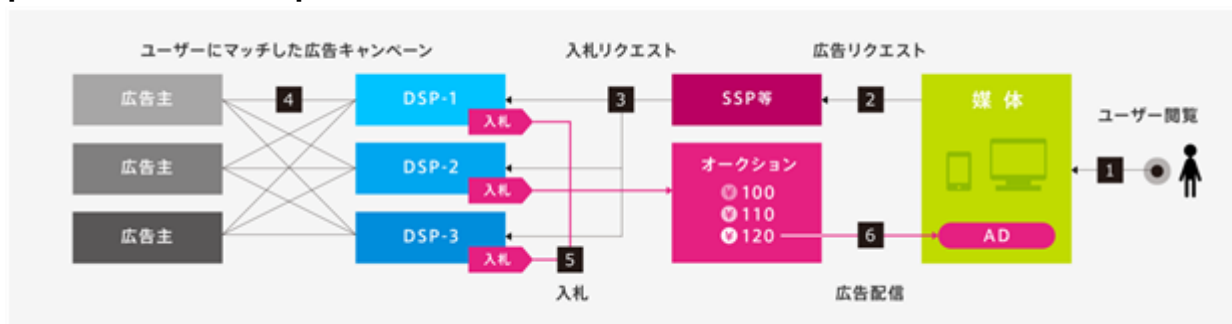 ユーザーにマッチした広告キャンペーン
入札リクエスト
広告リクエスト
広告主
4
DSP-1
入札
3
SSP等
2
媒体
ユーザー閲覧
1
広告主
DSP-2
入札
オークション
¥100
¥110
¥120
広告主
DSP-3
入札
5
6
AD
入札
広告配信